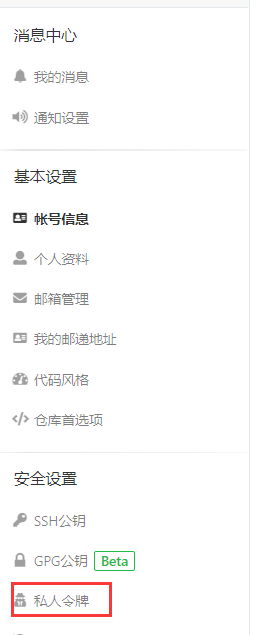 消息中心
我的消息
通知设置
基本设置
帐号信息
个人资料
邮箱管理
我的邮递地址
代码风格
仓库首选项
安全设置
SSH公钥
GPG公钥 Beta
私人令牌